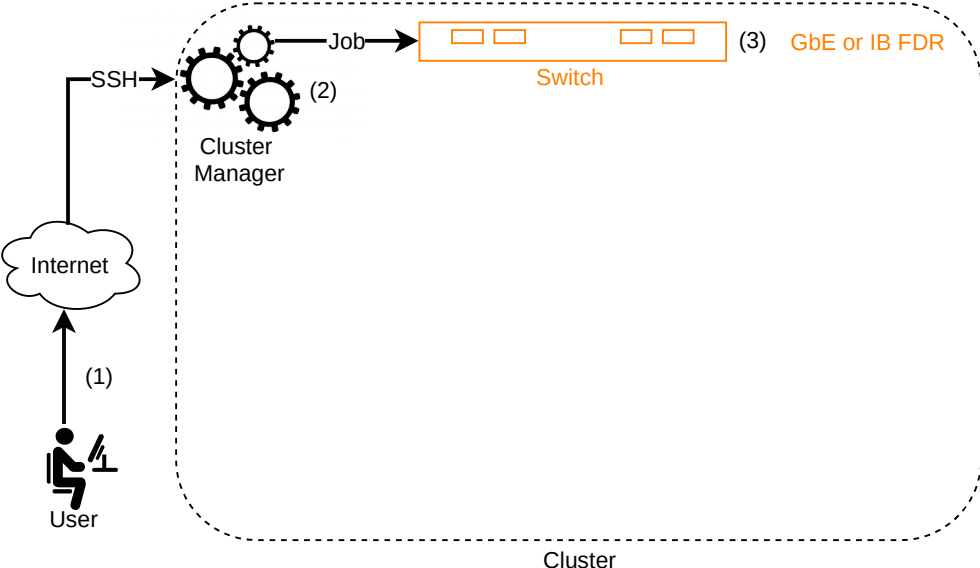 Job
(3)
GbE or IB FDR
SSH
Switch
(2)
Cluster
Manager
Internet
(1)
User
Cluster